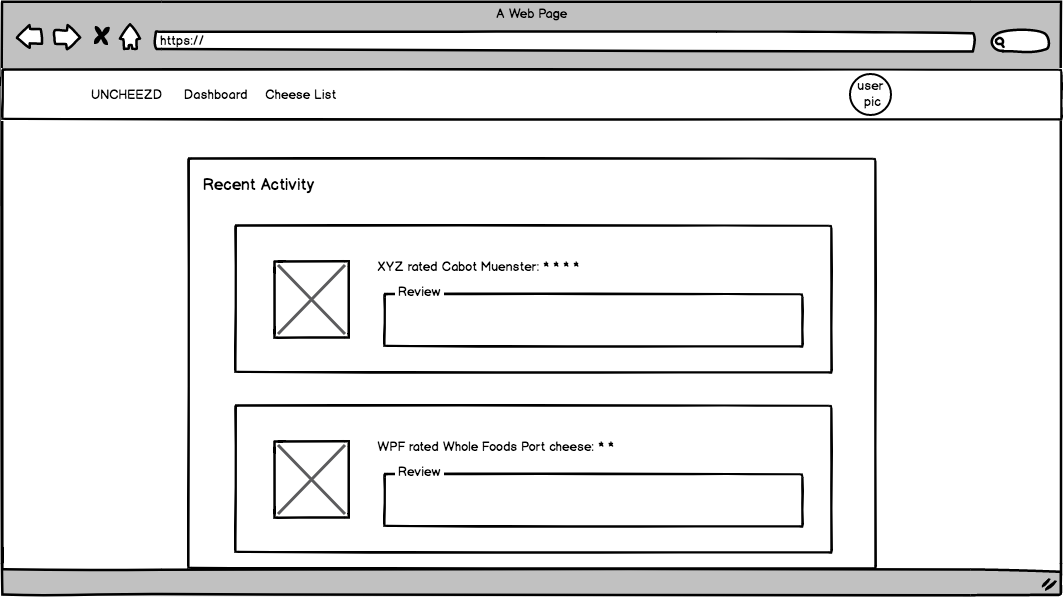 A Web Page
https://
UNCHEEZD Dashboard Cheese List
user
pic
Recent Activity
XYZ rated Cabot Muenster: * * * *
Review
WPF rated Whole Foods Port cheese: * *
Review